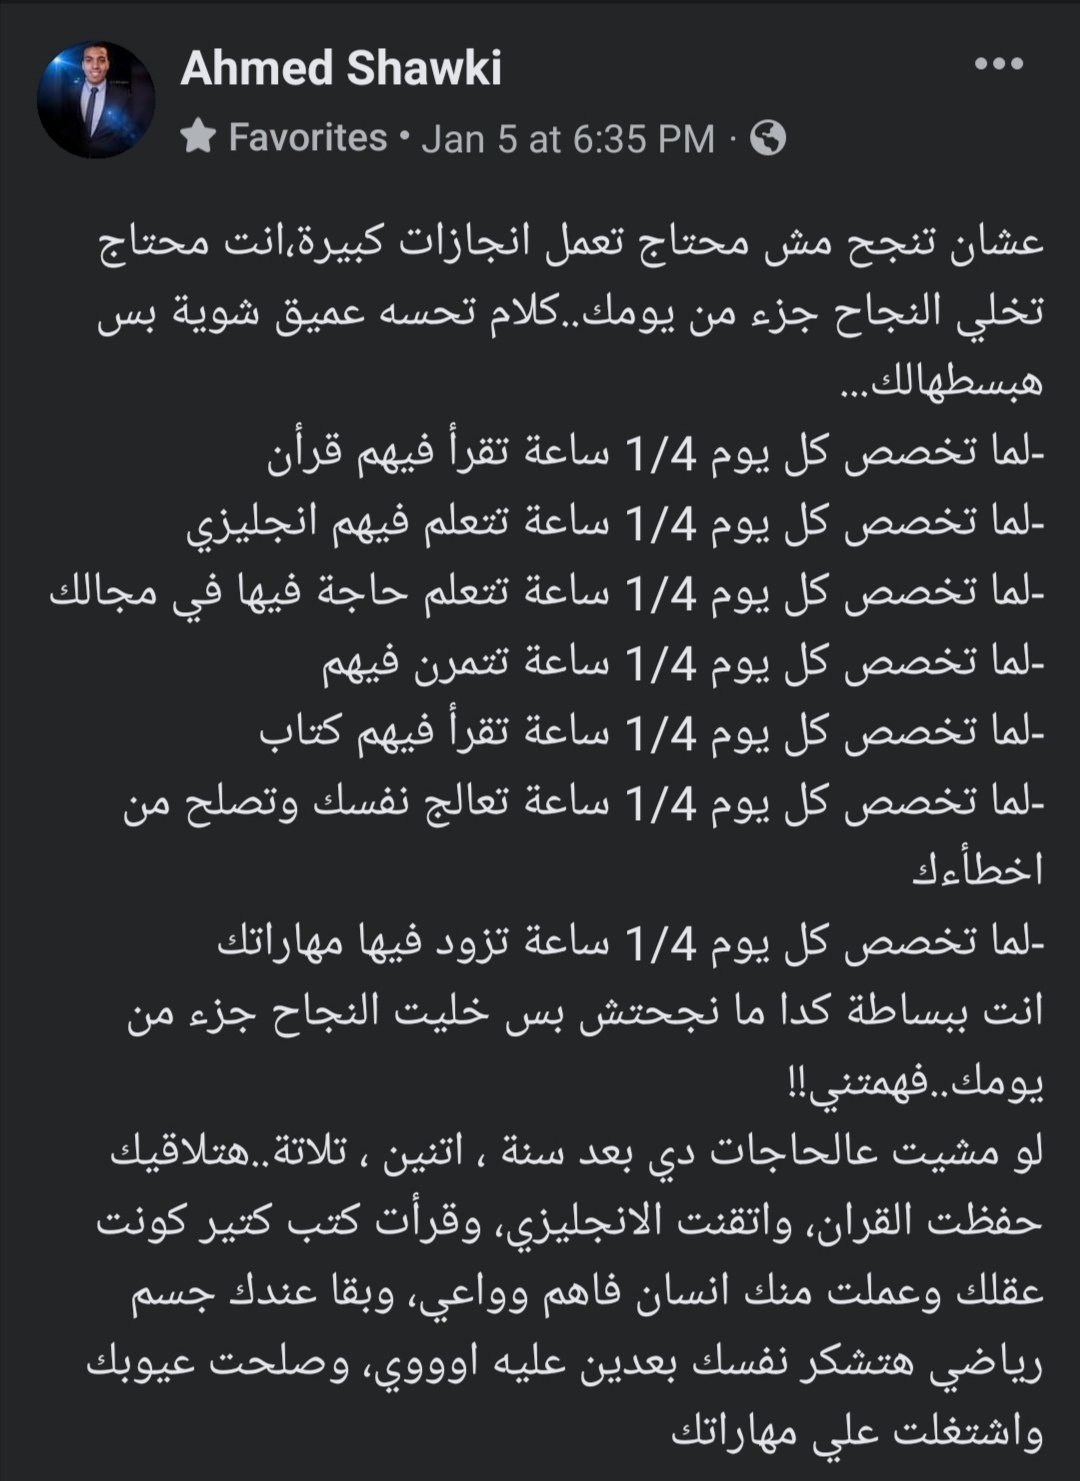 Ahmed Shawki
Favorites • Jan 5 at 6:35 PM ·
عشان تنجح مش محتاج تعمل انجازات كبيرة،انت محتاج
تخلي النجاح جزء من يومك..كلام تحسه عميق شوية بس
هبسطهالك...
-لما تخصص كل يوم 1/4 ساعة تقرأ فيهم قرأن
-لما تخصص كل يوم 1/4 ساعة تتعلم فيهم انجليزي
-لما تخصص كل يوم 1/4 ساعة تتعلم حاجة فيها في مجالك
-لما تخصص كل يوم 1/4 ساعة تتمرن فيهم
-لما تخصص كل يوم 1/4 ساعة تقرأ فيهم كتاب
-لما تخصص كل يوم 1/4 ساعة تعالج نفسك وتصلح من
اخطأءك
-لما تخصص كل يوم 1/4 ساعة تزود فيها مهاراتك
انت ببساطة كدا ما نجحتش بس خليت النجاح جزء من
يومك..فهمتني!!
لو مشيت عالحاجات دي بعد سنة ، اتنين ، تلاتة..هتلاقيك
حفظت القران، واتقنت الانجليزي، وقرأت كتب كتير كونت
عقلك وعملت منك انسان فاهم وواعي، وبقا عندك جسم
رياضي هتشكر نفسك بعدين عليه اوووي، وصلحت عيوبك
واشتغلت علي مهاراتك